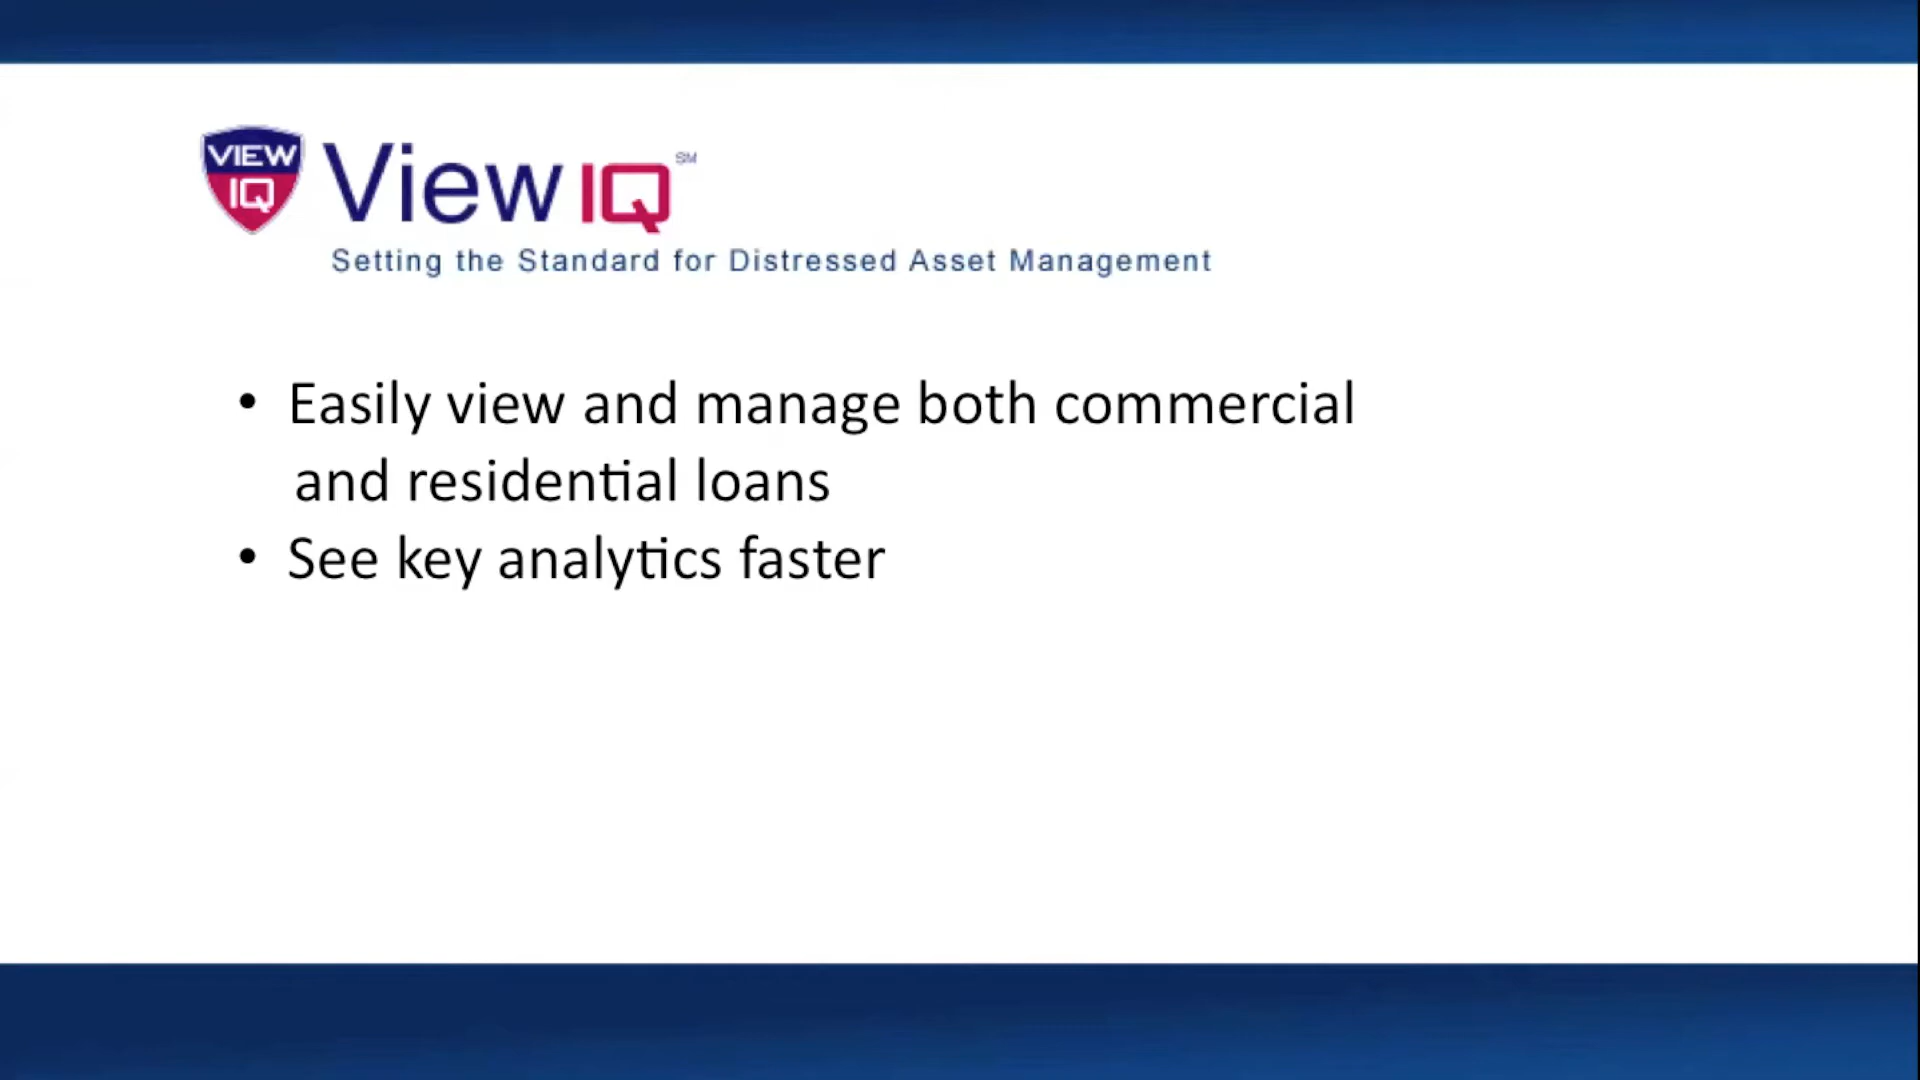 VIEW
IQ
View IQ SM
Setting the Standard for Distressed Asset Management
• Easily view and manage both commercial
and residential loans
• See key analytics faster